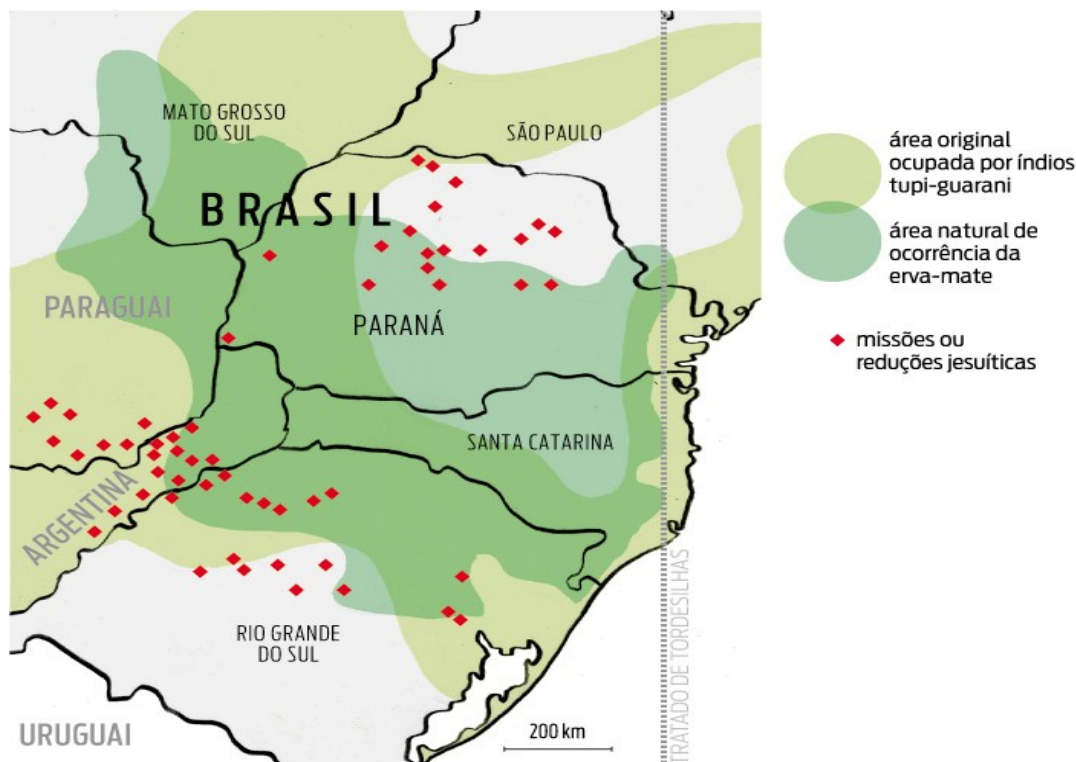 MATO GROSSO
DO SUL
SÃO PAULO
BRASIL
PARAGUAI
PARANÁ
SANTA CATARINA
ARGENTINA
RIO GRANDE
DO SUL
URUGUAI
200 km
TRATADO DE TORDESILHAS
área original
ocupada por índios
tupi-guarani
área natural de
ocorrência da
erva-mate
missões ou
reduções jesuíticas